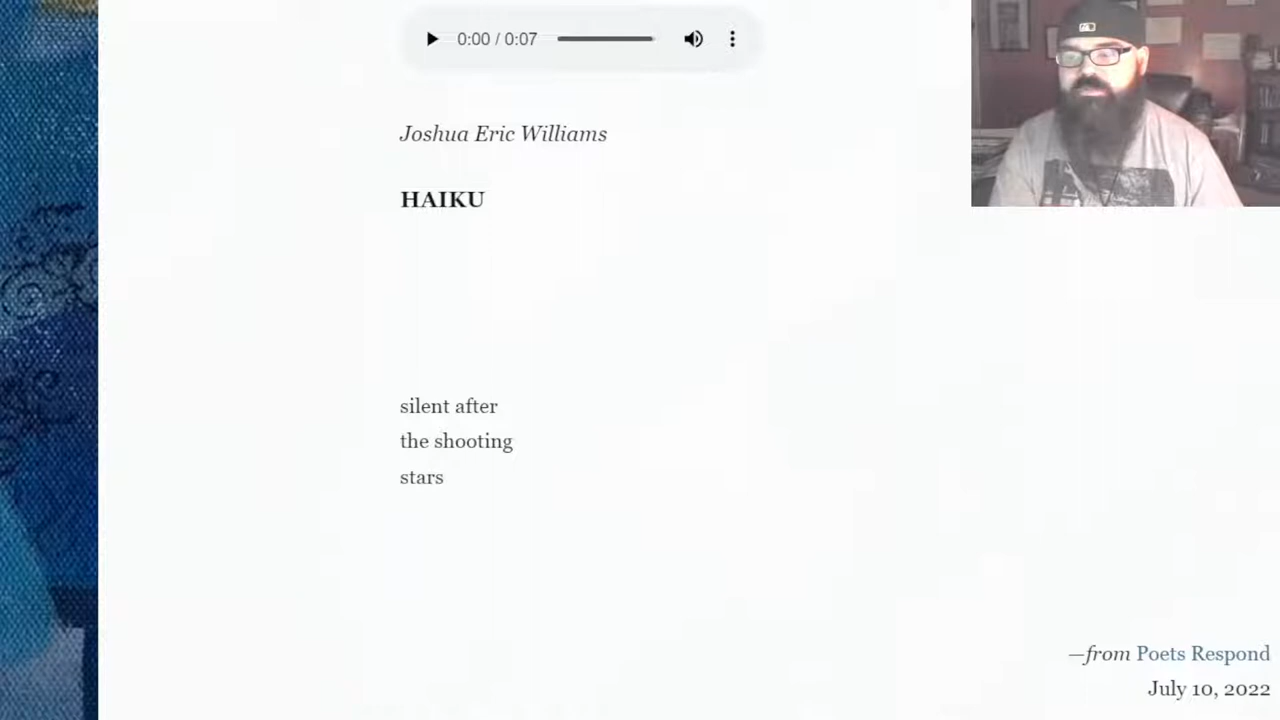 0:00 / 0:07
Joshua Eric Williams
HAIKU
silent after
the shooting
stars
—from Poets Respond
July 10, 2022